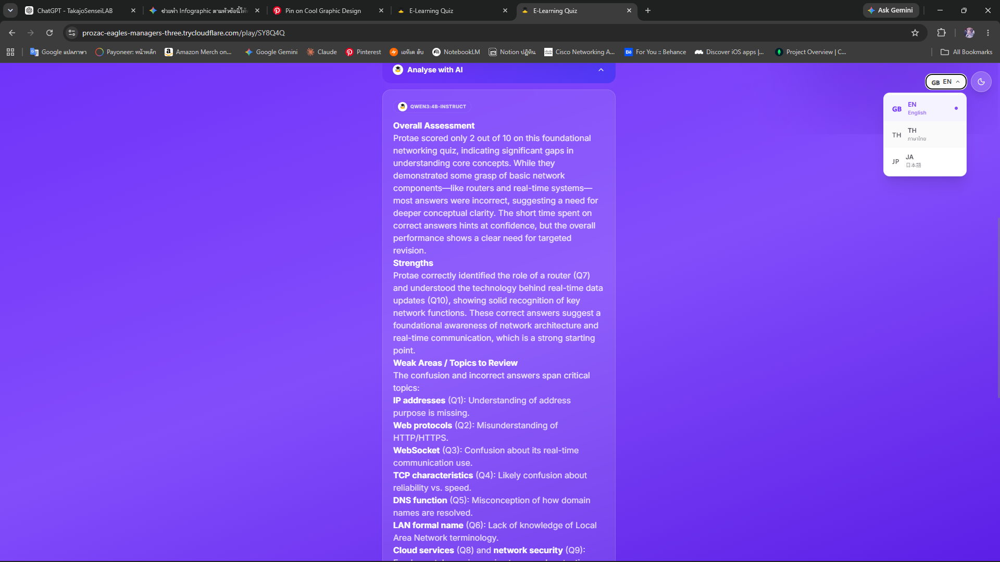 ChatGPT - TakajoSenseiLAB
ช่วยทำ Infographic ตามหัวข้อนี้ให้
Pin on Cool Graphic Design
E-Learning Quiz
E-Learning Quiz
Ask Gemini
prozac-eagles-managers-three.trycloudflare.com/play/SY8Q4Q
Google แปลภาษา
Payoneer: หน้าหลัก
Amazon Merch on...
Google Gemini
Claude
Pinterest
เอทีเค ฮับ
NotebookLM
Notion ปฏิทิน
Cisco Networking A...
For You :: Behance
Discover iOS apps |...
Project Overview | C...
All Bookmarks
Analyse with AI
GB EN
GB EN
English
TH TH
ภาษาไทย
JP JA
日本語
QWEN3:4B-INSTRUCT
Overall Assessment
Protae scored only 2 out of 10 on this foundational
networking quiz, indicating significant gaps in
understanding core concepts. While they
demonstrated some grasp of basic network
components—like routers and real-time systems—
most answers were incorrect, suggesting a need for
deeper conceptual clarity. The short time spent on
correct answers hints at confidence, but the overall
performance shows a clear need for targeted
revision.
Strengths
Protae correctly identified the role of a router (Q7)
and understood the technology behind real-time data
updates (Q10), showing solid recognition of key
network functions. These correct answers suggest a
foundational awareness of network architecture and
real-time communication, which is a strong starting
point.
Weak Areas / Topics to Review
The confusion and incorrect answers span critical
topics:
IP addresses (Q1): Understanding of address
purpose is missing.
Web protocols (Q2): Misunderstanding of
HTTP/HTTPS.
WebSocket (Q3): Confusion about its real-time
communication use.
TCP characteristics (Q4): Likely confusion about
reliability vs. speed.
DNS function (Q5): Misconception of how domain
names are resolved.
LAN formal name (Q6): Lack of knowledge of Local
Area Network terminology.
Cloud services (Q8) and network security (Q9):